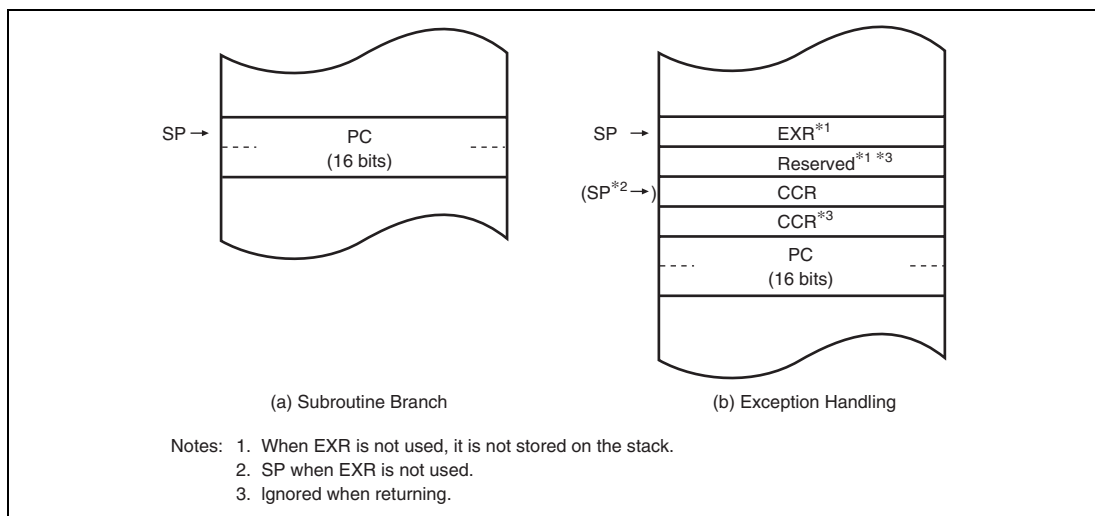 SP →
PC
(16 bits)
(a) Subroutine Branch
SP →
EXR*1
Reserved*1 *3
(SP*2 → )
CCR
CCR*3
PC
(16 bits)
(b) Exception Handling
Notes: 1. When EXR is not used, it is not stored on the stack.
2. SP when EXR is not used.
3. Ignored when returning.